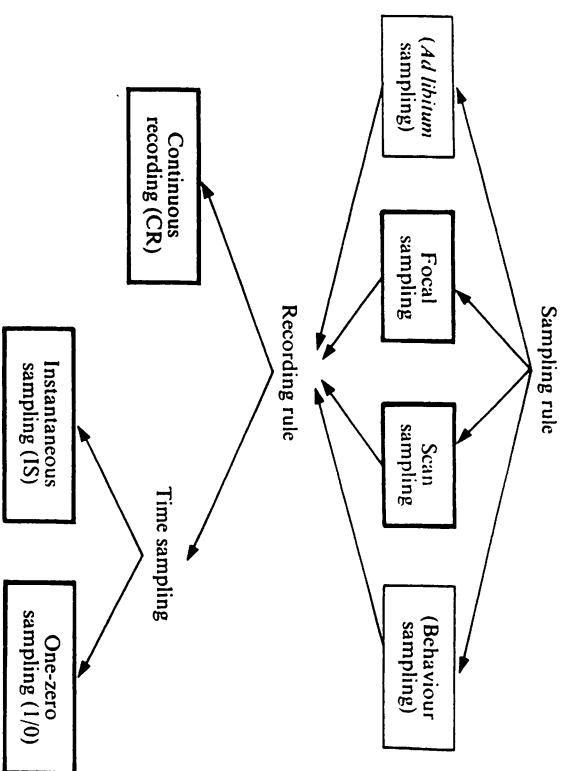 Sampling rule
(Ad libitum
sampling)
Focal
sampling
Scan
sampling
(Behaviour
sampling)
Recording rule
Continuous
recording (CR)
Time sampling
Instantaneous
sampling (IS)
One-zero
sampling (1/0)